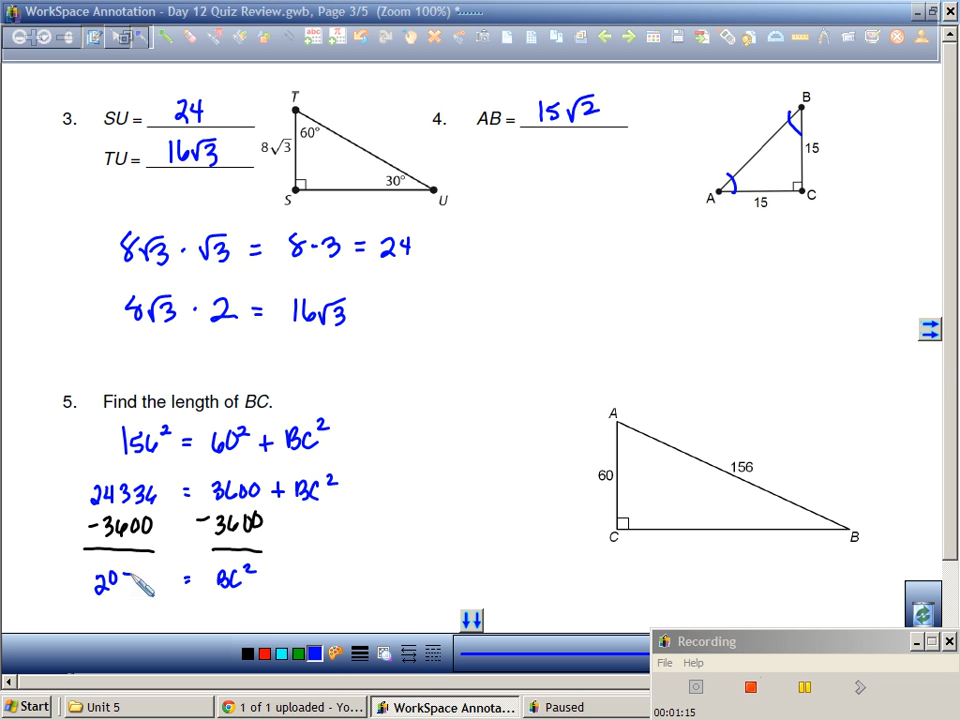 WorkSpace Annotation - Day 12 Quiz Review.gwb, Page 3/5 (Zoom 100%) *
abc
3. SU = 24
TU = 16√3
T
60°
8√3
30°
S
U
4. AB = 15√2
B
15
A
C
15
8√3 · √3 = 8·3 = 24
8√3 · 2 = 16√3
5. Find the length of BC.
156² = 60² + BC²
24336 = 3600 + BC²
-3600 -3600
20 = BC²
A
156
60
C
B
Recording
File Help
00:01:15
Start
Unit 5
1 of 1 uploaded - Yo...
WorkSpace Annota...
Paused